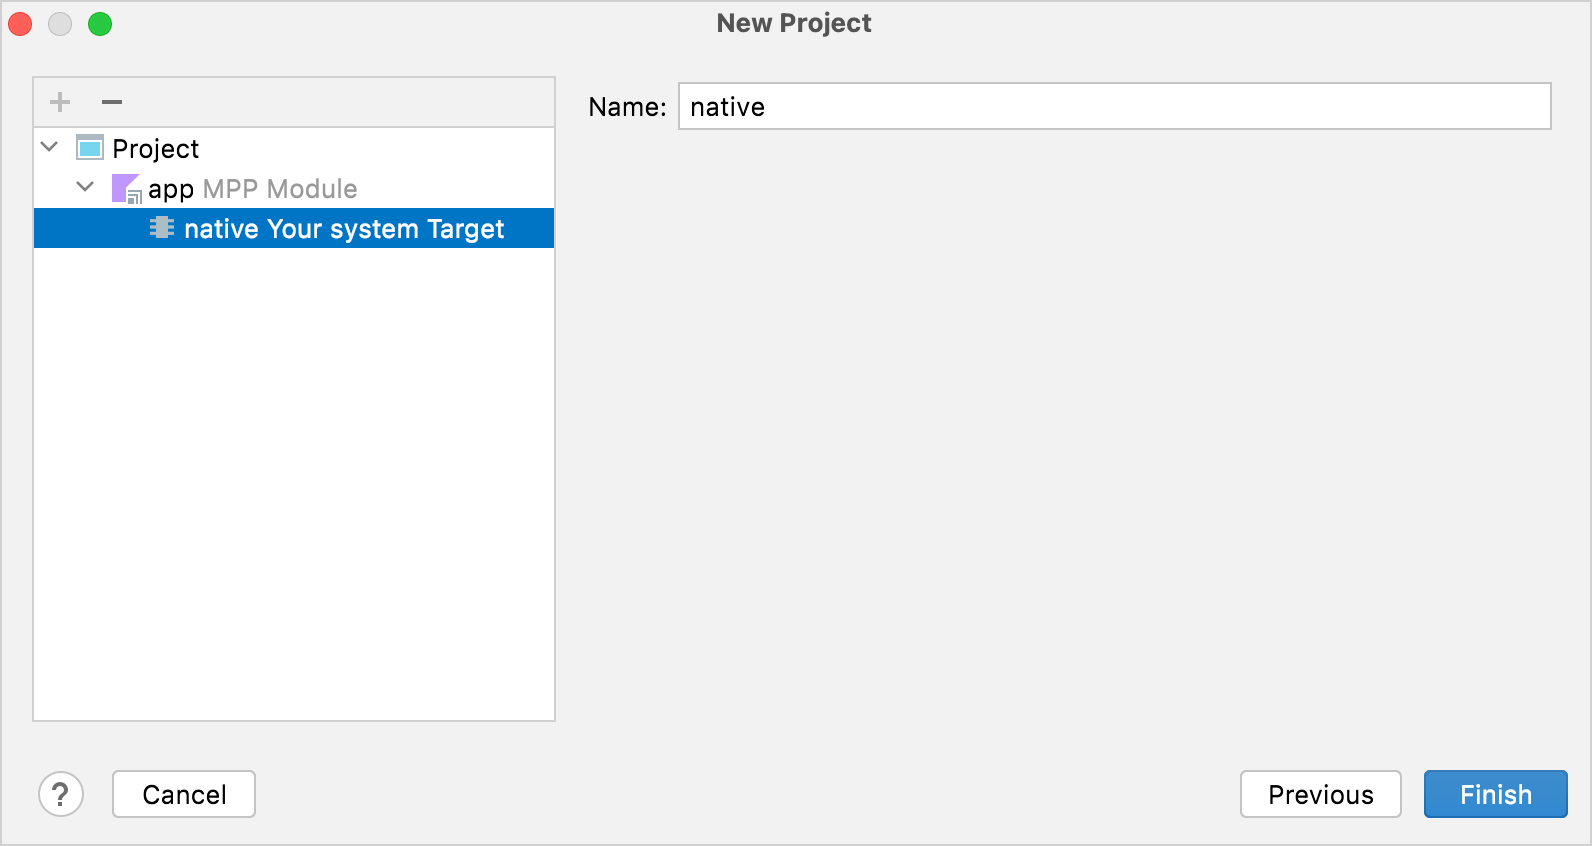 New Project
Name: native
Project
app MPP Module
native Your system Target
?
Cancel
Previous
Finish